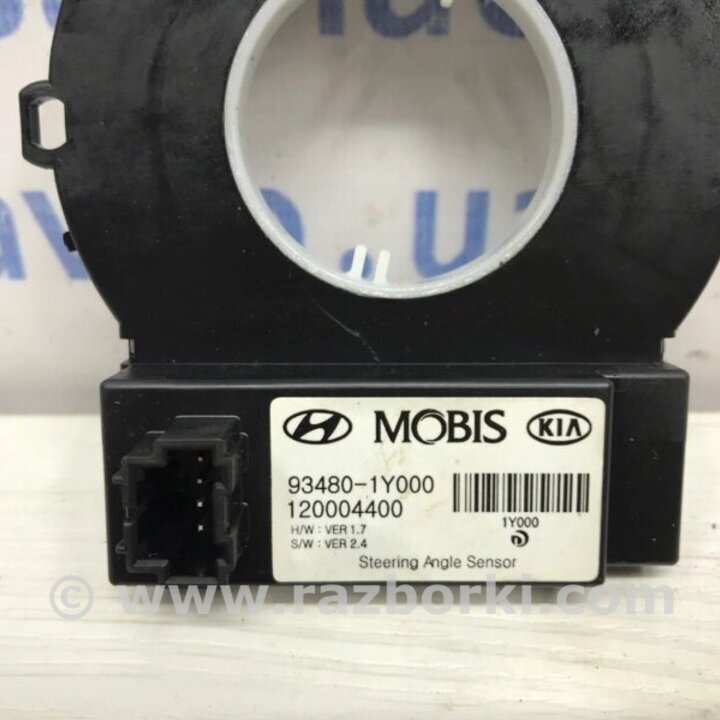 MOBIS KIA
93480-1Y000
120004400
H/W : VER 1.7
S/W : VER 2.4
1Y000
Steering Angle Sensor
© www.razborki.com